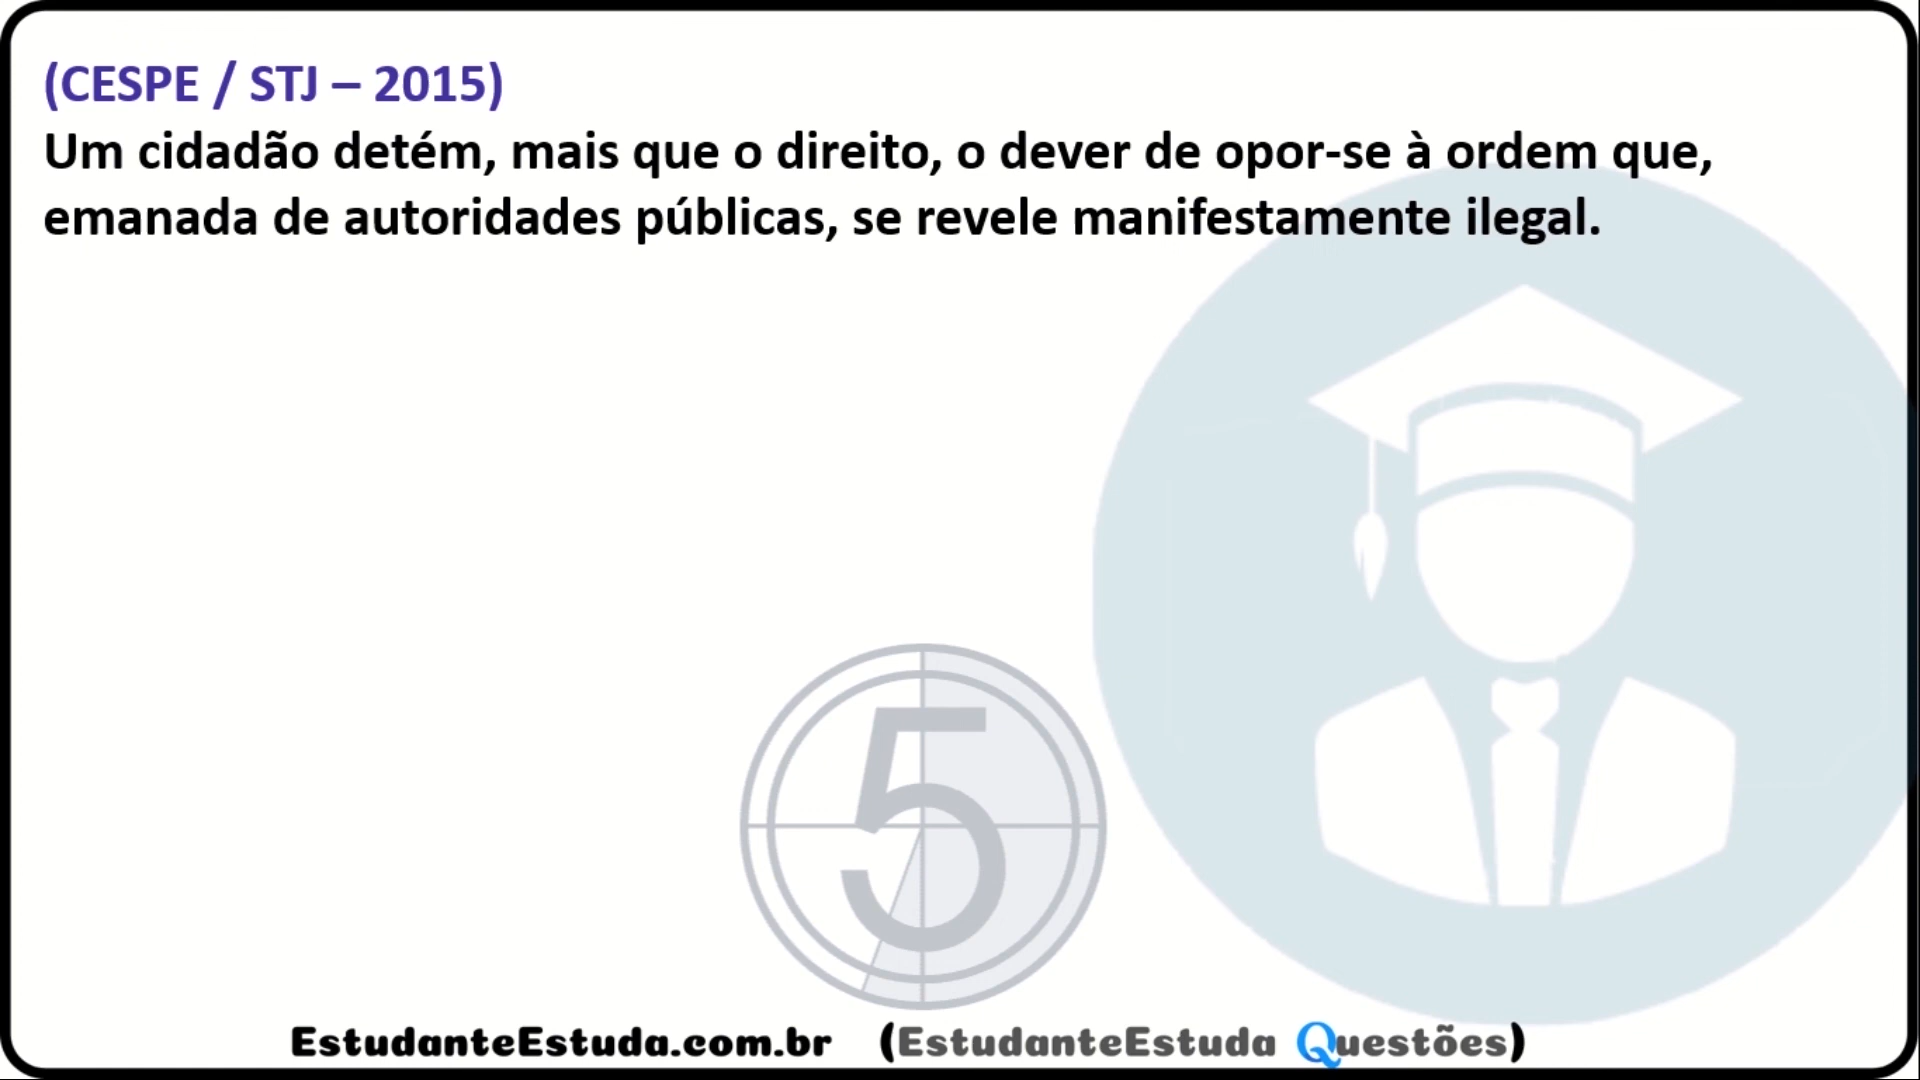 (CESPE / STJ – 2015)
Um cidadão detém, mais que o direito, o dever de opor-se à ordem que,
emanada de autoridades públicas, se revele manifestamente ilegal.
5
EstudanteEstuda.com.br (EstudanteEstuda Questões)